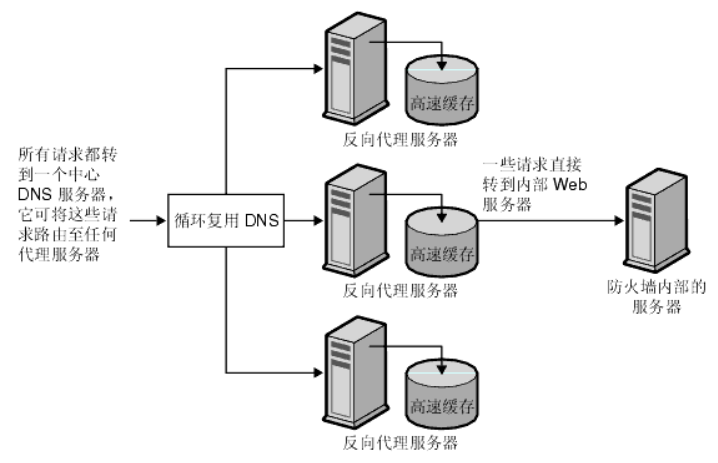 所有请求都转
到一个中心
DNS 服务器，
它可将这些请
求路由至任何
代理服务器
循环复用 DNS
高速缓存
反向代理服务器
高速缓存
反向代理服务器
高速缓存
反向代理服务器
一些请求直接
转到内部 Web
服务器
防火墙内部的
服务器